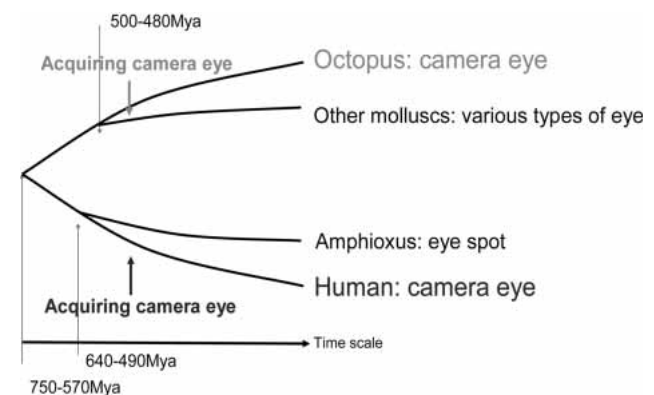 500-480Mya
Acquiring camera eye
Octopus: camera eye
Other molluscs: various types of eye
Amphioxus: eye spot
Human: camera eye
Acquiring camera eye
Time scale
640-490Mya
750-570Mya